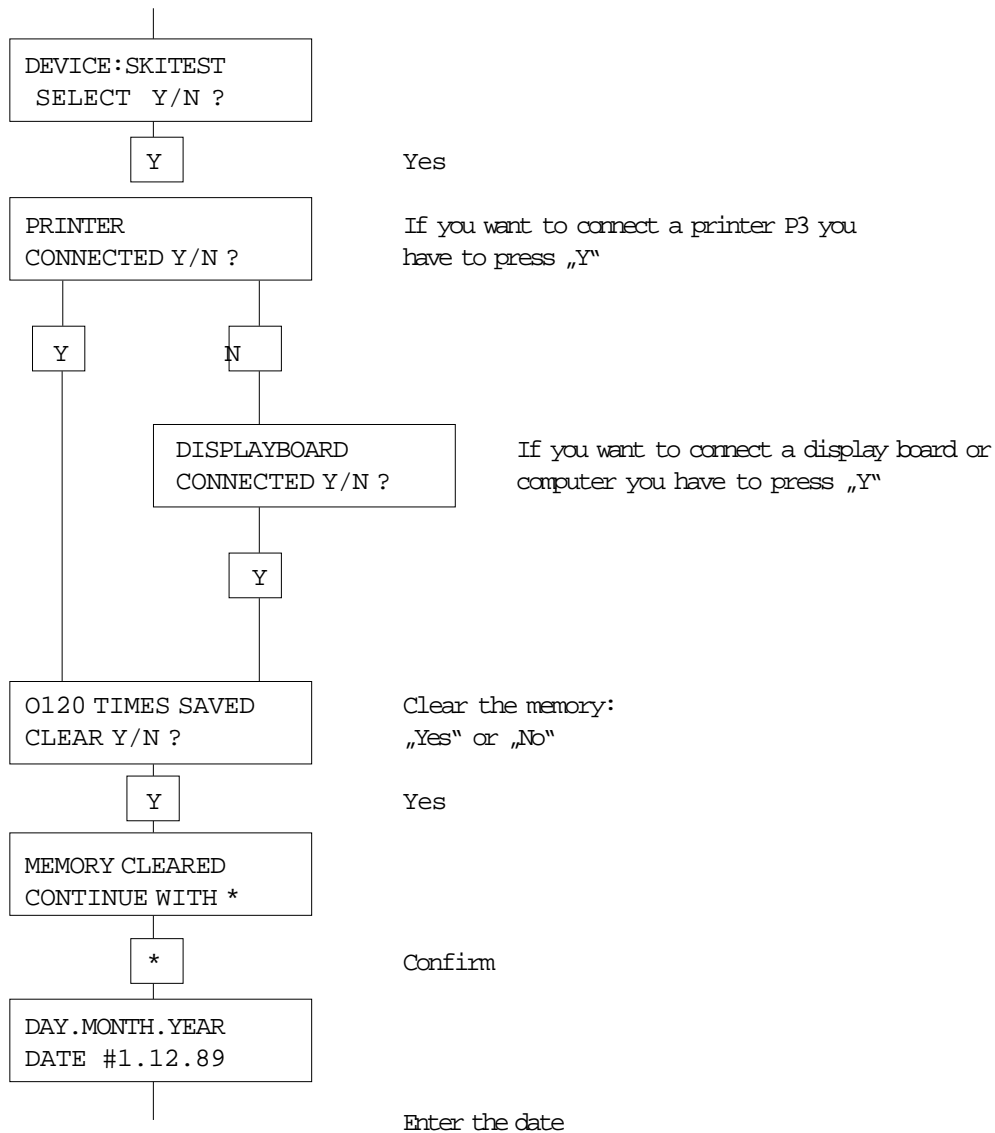 DEVICE:SKITEST
SELECT Y/N ?
Y
Yes
PRINTER
CONNECTED Y/N ?
If you want to connect a printer P3 you
have to press „Y“
Y
N
DISPLAYBOARD
CONNECTED Y/N ?
If you want to connect a display board or
computer you have to press „Y“
Y
O120 TIMES SAVED
CLEAR Y/N ?
Clear the memory:
„Yes“ or „No“
Y
Yes
MEMORY CLEARED
CONTINUE WITH *
*
Confirm
DAY.MONTH.YEAR
DATE #1.12.89
Enter the date